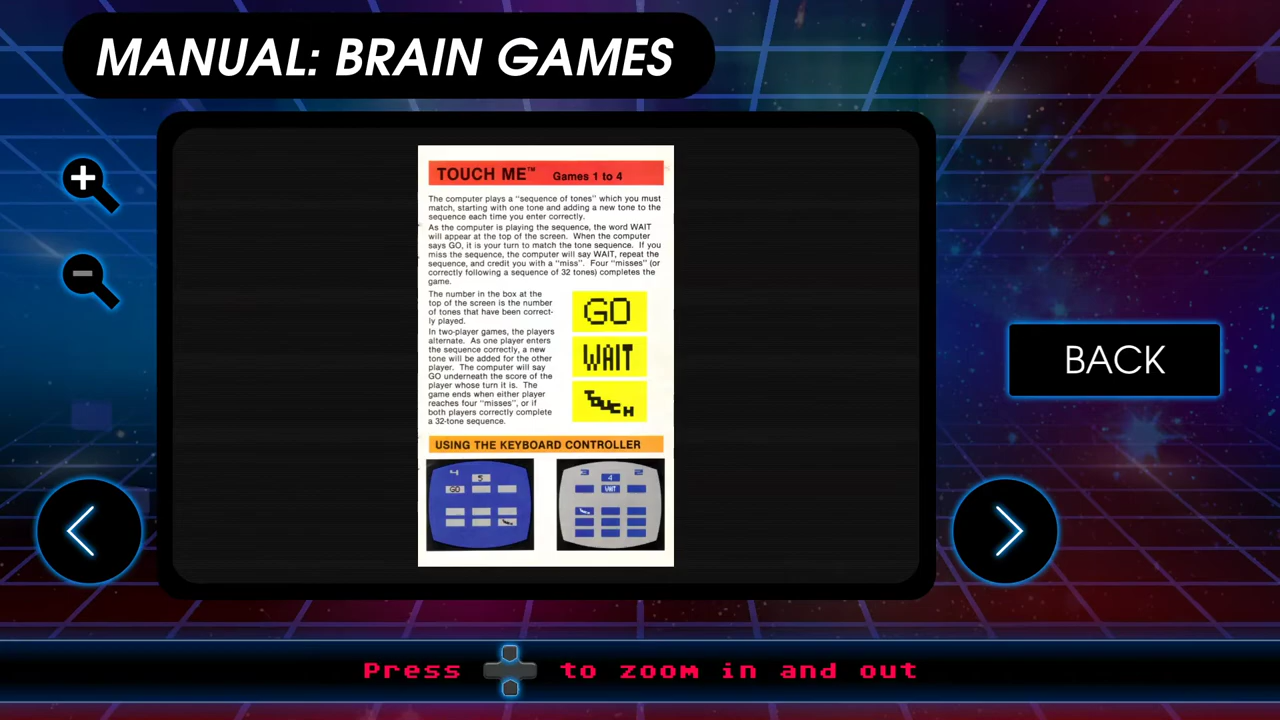 MANUAL: BRAIN GAMES
TOUCH ME™ Games 1 to 4
The computer plays a "sequence of tones" which you must
match, starting with one tone and adding a new tone to the
sequence each time you enter correctly.
As the computer is playing the sequence, the word WAIT
will appear at the top of the screen. When the computer
says GO, it is your turn to match the tone sequence. If you
miss the sequence, the computer will say WAIT, repeat the
sequence, and credit you with a "miss". Four "misses" (or
correctly following a sequence of 32 tones) completes the
game.
The number in the box at the
top of the screen is the number
of tones that have been correct-
ly played.
In two-player games, the players
alternate. As one player enters
the sequence correctly, a new
tone will be added for the other
player. The computer will say
GO underneath the score of the
player whose turn it is. The
game ends when either player
reaches four "misses", or if
both players correctly complete
a 32-tone sequence.
GO
WAIT
TOUCH
USING THE KEYBOARD CONTROLLER
4
5
GO
3 4 2
WAIT
BACK
Press to zoom in and out